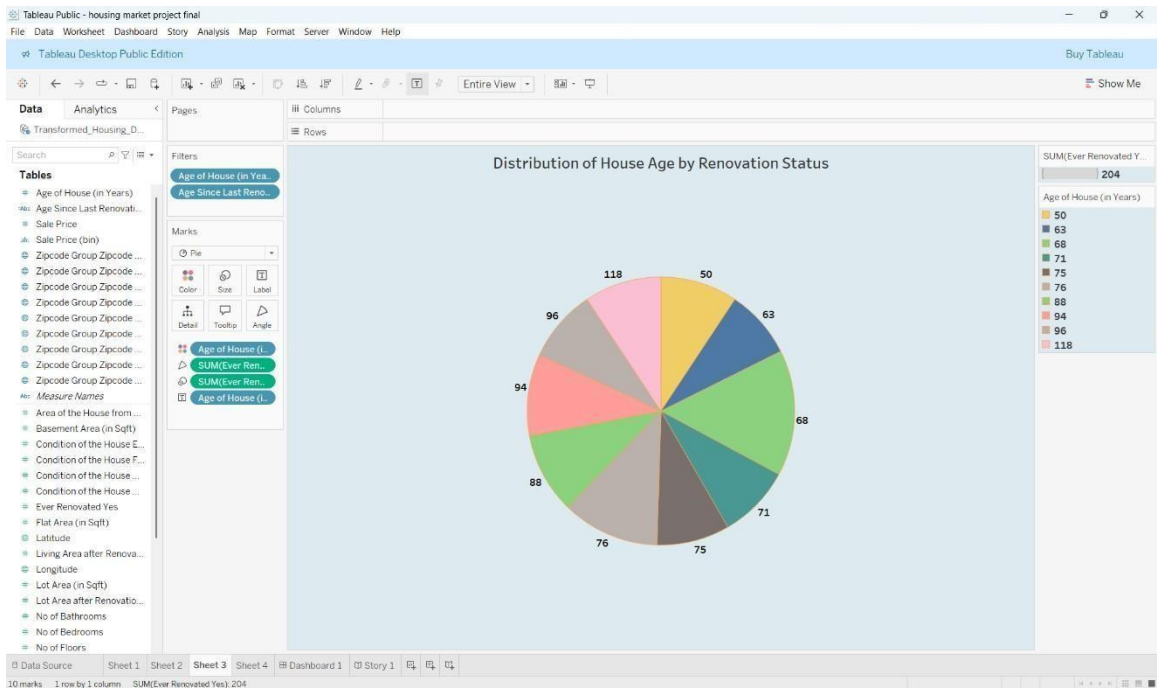 Tableau Public - housing market project final
File Data Worksheet Dashboard Story Analysis Map Format Server Window Help
Tableau Desktop Public Edition
Buy Tableau
Entire View
Show Me
Data Analytics
Transformed_Housing_D...
Search
Tables
Age of House (in Years)
Abc Age Since Last Renovati...
Sale Price
Sale Price (bin)
Zipcode Group Zipcode ...
Zipcode Group Zipcode ...
Zipcode Group Zipcode ...
Zipcode Group Zipcode ...
Zipcode Group Zipcode ...
Zipcode Group Zipcode ...
Zipcode Group Zipcode ...
Zipcode Group Zipcode ...
Zipcode Group Zipcode ...
Abc Measure Names
Area of the House from ...
Basement Area (in Sqft)
Condition of the House E...
Condition of the House F...
Condition of the House ...
Condition of the House ...
Ever Renovated Yes
Flat Area (in Sqft)
Latitude
Living Area after Renova...
Longitude
Lot Area (in Sqft)
Lot Area after Renovatio...
No of Bathrooms
No of Bedrooms
No of Floors
Pages
Filters
Age of House (in Yea..
Age Since Last Reno..
Marks
Pie
Color Size Label
Detail Tooltip Angle
Age of House (i..
SUM(Ever Ren..
SUM(Ever Ren..
Age of House (i..
iii Columns
Rows
Distribution of House Age by Renovation Status
118
50
96
63
94
68
88
71
76
75
SUM(Ever Renovated Y...
204
Age of House (in Years)
50
63
68
71
75
76
88
94
96
118
Data Source Sheet 1 Sheet 2 Sheet 3 Sheet 4 Dashboard 1 Story 1
10 marks 1 row by 1 column SUM(Ever Renovated Yes): 204